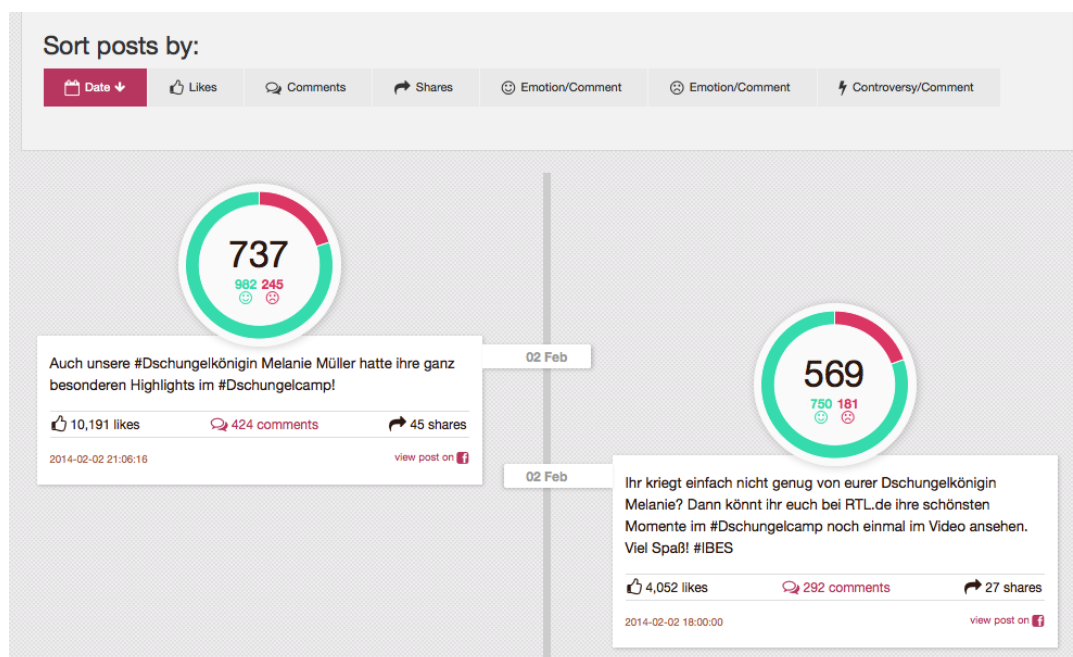 Sort posts by:
Date Likes Comments Shares Emotion/Comment Emotion/Comment Controversy/Comment
737
982 245
Auch unsere #Dschungelkönigin Melanie Müller hatte ihre ganz
besonderen Highlights im #Dschungelcamp!
10,191 likes 424 comments 45 shares
2014-02-02 21:06:16 view post on f
02 Feb
569
750 181
02 Feb
Ihr kriegt einfach nicht genug von eurer Dschungelkönigin
Melanie? Dann könnt ihr euch bei RTL.de ihre schönsten
Momente im #Dschungelcamp noch einmal im Video ansehen.
Viel Spaß! #IBES
4,052 likes 292 comments 27 shares
2014-02-02 18:00:00 view post on f